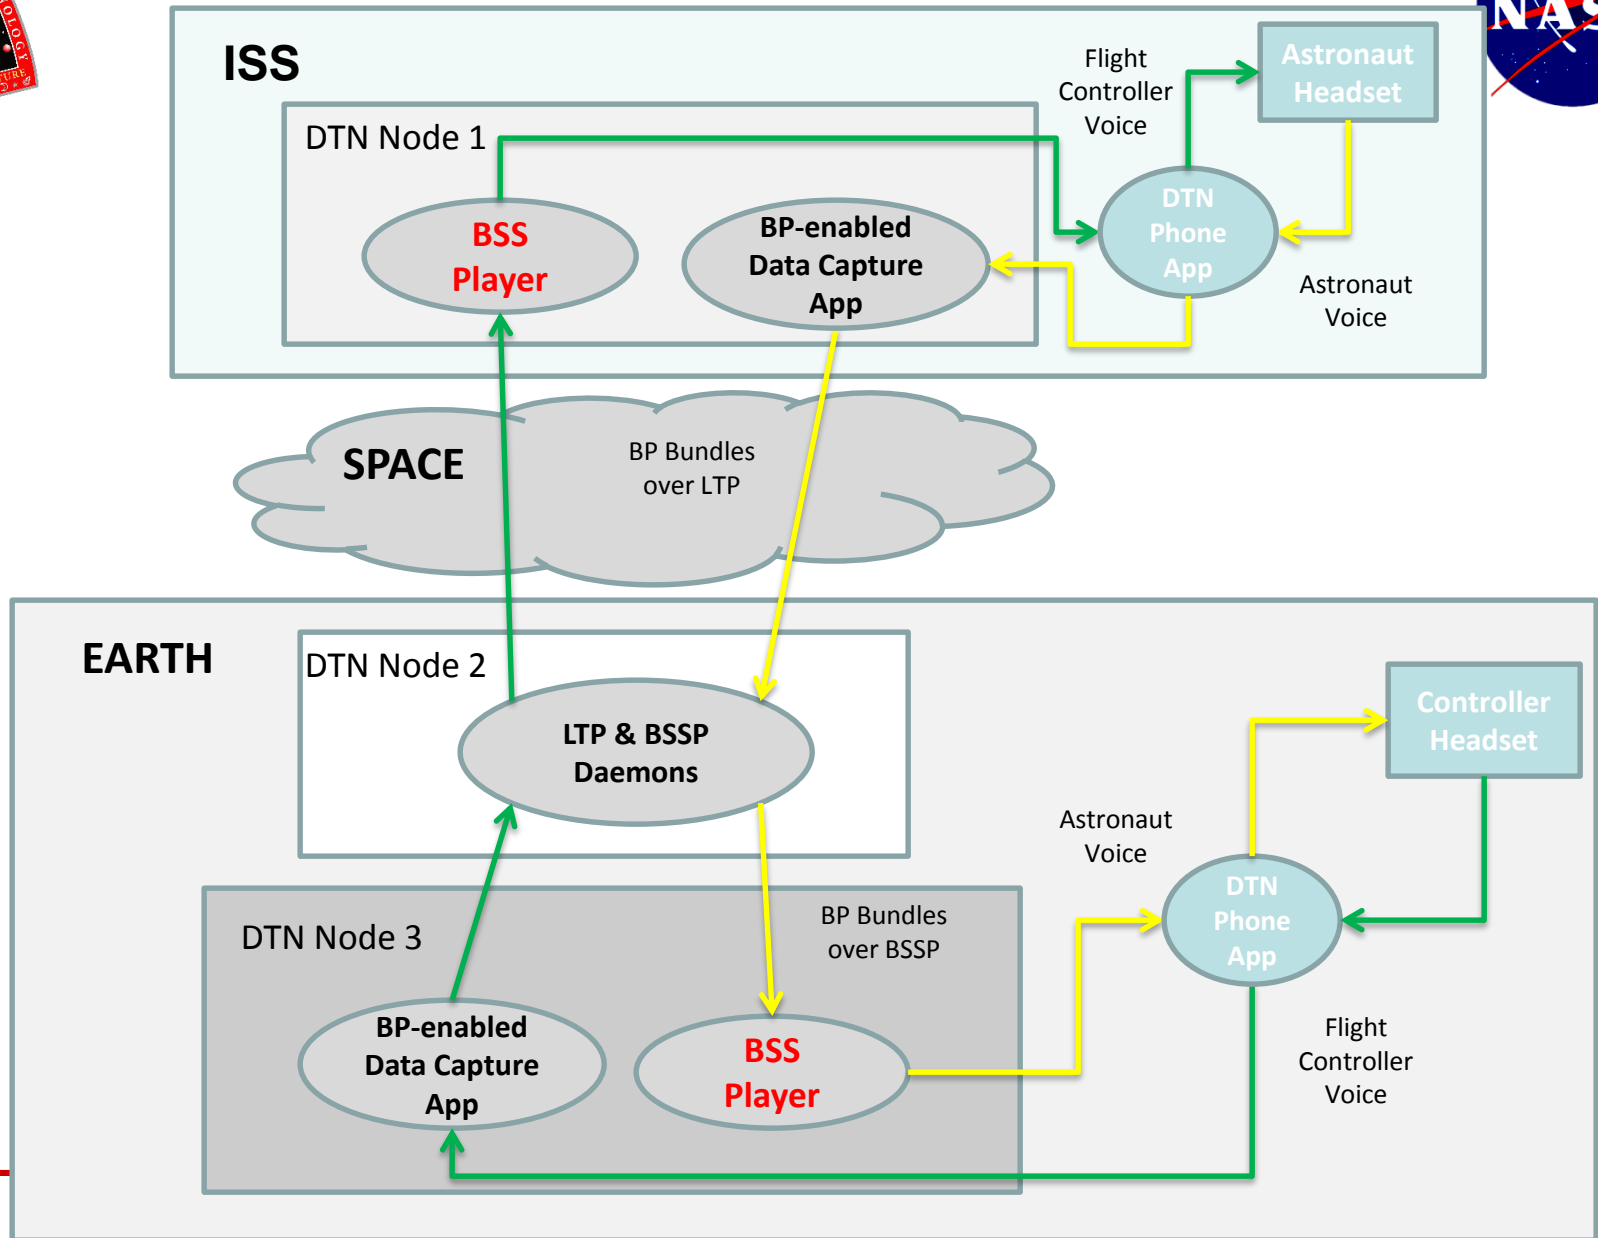 ISS
Flight
Controller
Voice
Astronaut
Headset
DTN Node 1
BSS
Player
BP-enabled
Data Capture
App
DTN
Phone
App
Astronaut
Voice
SPACE
BP Bundles
over LTP
EARTH
DTN Node 2
LTP & BSSP
Daemons
Controller
Headset
Astronaut
Voice
DTN Node 3
BP Bundles
over BSSP
DTN
Phone
App
BP-enabled
Data Capture
App
BSS
Player
Flight
Controller
Voice